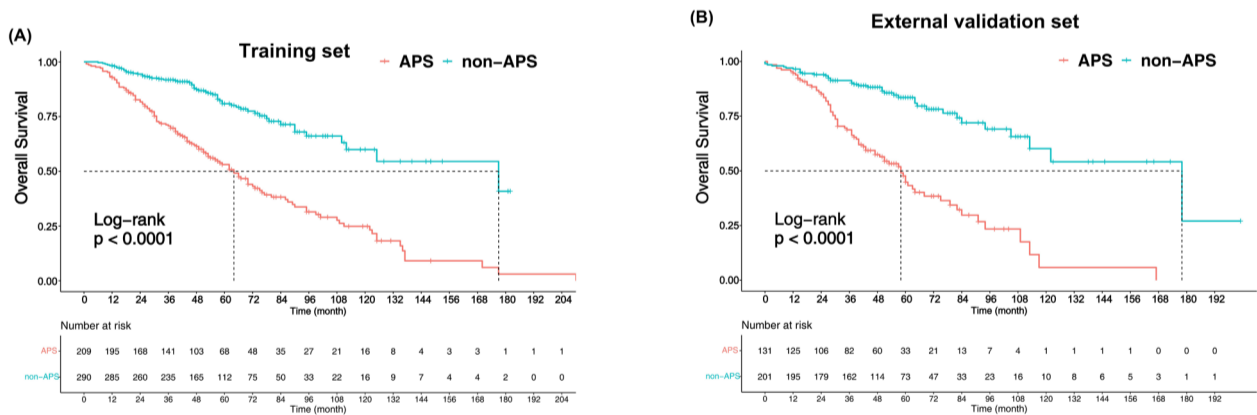 (A)
Training set
APS non−APS
1.00
0.75
0.50
0.25
0.00
Overall Survival
Log−rank
p < 0.0001
0 12 24 36 48 60 72 84 96 108 120 132 144 156 168 180 192 204
Time (month)
Number at risk
APS 209 195 168 141 103 68 48 35 27 21 16 8 4 3 3 1 1 1
non−APS 290 285 260 235 165 112 75 50 33 22 16 9 7 4 4 2 0 0
0 12 24 36 48 60 72 84 96 108 120 132 144 156 168 180 192 204
Time (month)
(B)
External validation set
APS non−APS
1.00
0.75
0.50
0.25
0.00
Overall Survival
Log−rank
p < 0.0001
0 12 24 36 48 60 72 84 96 108 120 132 144 156 168 180 192
Time (month)
Number at risk
APS 131 125 106 82 60 33 21 13 7 4 1 1 1 1 0 0 0
non−APS 201 195 179 162 114 73 47 33 23 16 10 8 6 5 3 1 1
0 12 24 36 48 60 72 84 96 108 120 132 144 156 168 180 192
Time (month)